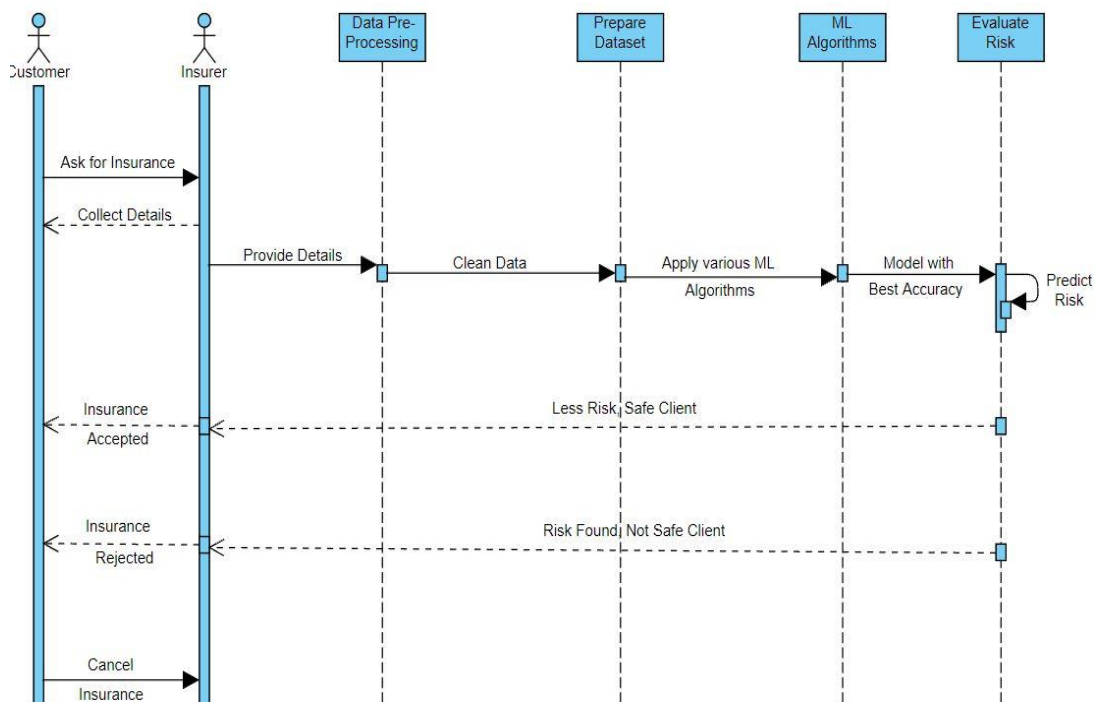 Data Pre-
Processing
Prepare
Dataset
ML
Algorithms
Evaluate
Risk
Customer
Insurer
Ask for Insurance
Collect Details
Provide Details
Clean Data
Apply various ML
Algorithms
Model with
Best Accuracy
Predict
Risk
Insurance
Accepted
Less Risk, Safe Client
Insurance
Rejected
Risk Found, Not Safe Client
Cancel
Insurance